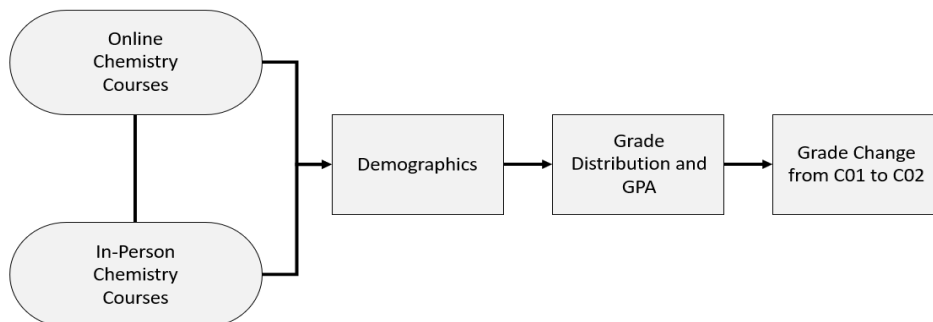 Online
Chemistry
Courses
In-Person
Chemistry
Courses
Demographics
Grade
Distribution and
GPA
Grade Change
from C01 to C02